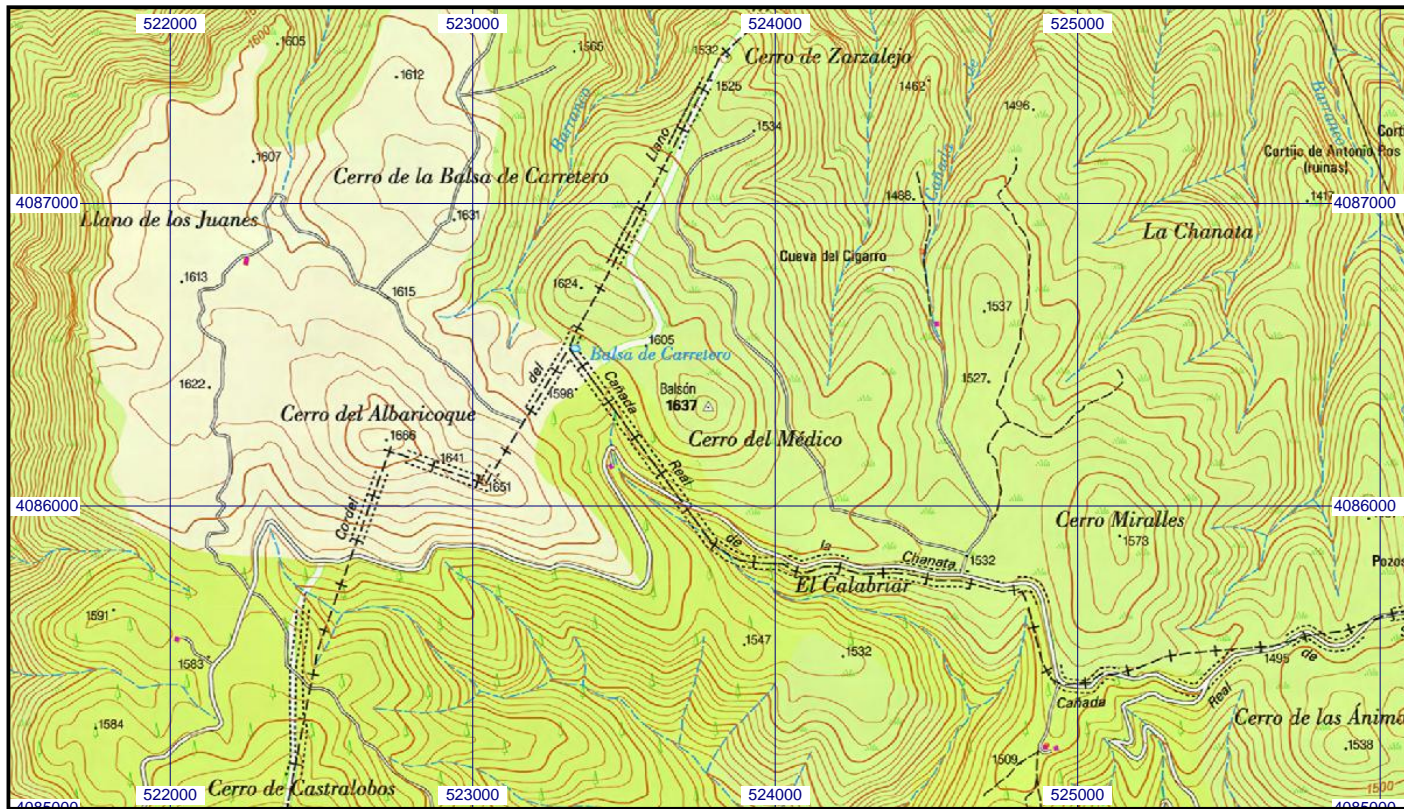 522000
523000
524000
525000
1600
1605
1565
1532
Cerro de Zarzalejo
1612
1525
1462
de
1496
Barranco
Barranco
1534
Llano
Cañada
1607
Cortijo de Antonio Ros
(ruinas)
Cerro de la Balsa de Carretero
1488
4087000
4087000
Llano de los Juanes
1631
La Chanata
Cueva del Cigarro
1613
1615
1624
1537
1605
Balsa de Carretero
del
1622
1598
Cañada
Balsón
1637
1527
Cerro del Albaricoque
Cerro del Médico
1666
1641
1651
Real
4086000
4086000
Cordel
Cerro Miralles
1573
de
la
Chanata
1532
Pozos
El Calabriar
1591
1547
1532
1583
1495
de
Real
Cañada
1584
1509
1538
1500
Cerro de Castralobos
522000
523000
524000
525000